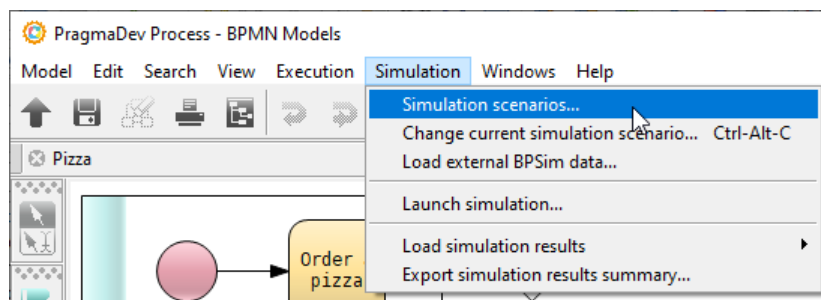 PragmaDev Process - BPMN Models
Model Edit Search View Execution Simulation Windows Help
Simulation scenarios...
Change current simulation scenario... Ctrl-Alt-C
Load external BPSim data...
Launch simulation...
Load simulation results
Export simulation results summary...
Pizza
Order
pizza